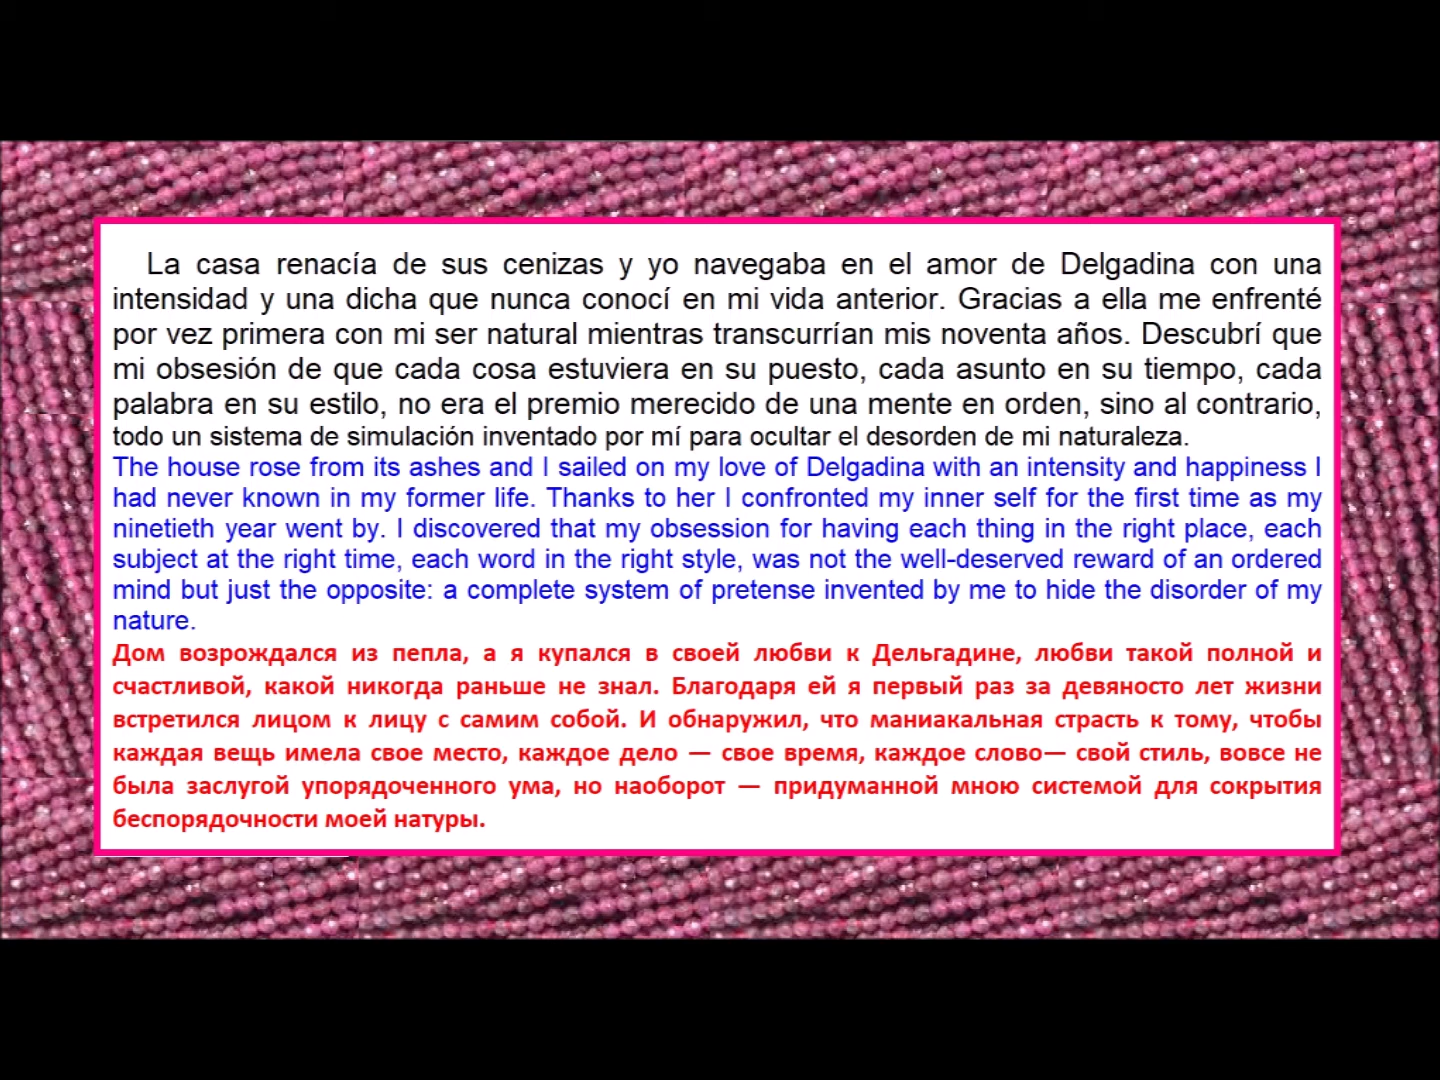 La casa renacía de sus cenizas y yo navegaba en el amor de Delgadina con una
intensidad y una dicha que nunca conocí en mi vida anterior. Gracias a ella me enfrenté
por vez primera con mi ser natural mientras transcurrían mis noventa años. Descubrí que
mi obsesión de que cada cosa estuviera en su puesto, cada asunto en su tiempo, cada
palabra en su estilo, no era el premio merecido de una mente en orden, sino al contrario,
todo un sistema de simulación inventado por mí para ocultar el desorden de mi naturaleza.
The house rose from its ashes and I sailed on my love of Delgadina with an intensity and happiness I
had never known in my former life. Thanks to her I confronted my inner self for the first time as my
ninetieth year went by. I discovered that my obsession for having each thing in the right place, each
subject at the right time, each word in the right style, was not the well-deserved reward of an ordered
mind but just the opposite: a complete system of pretense invented by me to hide the disorder of my
nature.
Дом возрождался из пепла, а я купался в своей любви к Дельгадине, любви такой полной и
счастливой, какой никогда раньше не знал. Благодаря ей я первый раз за девяносто лет жизни
встретился лицом к лицу с самим собой. И обнаружил, что маниакальная страсть к тому, чтобы
каждая вещь имела свое место, каждое дело — свое время, каждое слово— свой стиль, вовсе не
была заслугой упорядоченного ума, но наоборот — придуманной мною системой для сокрытия
беспорядочности моей натуры.